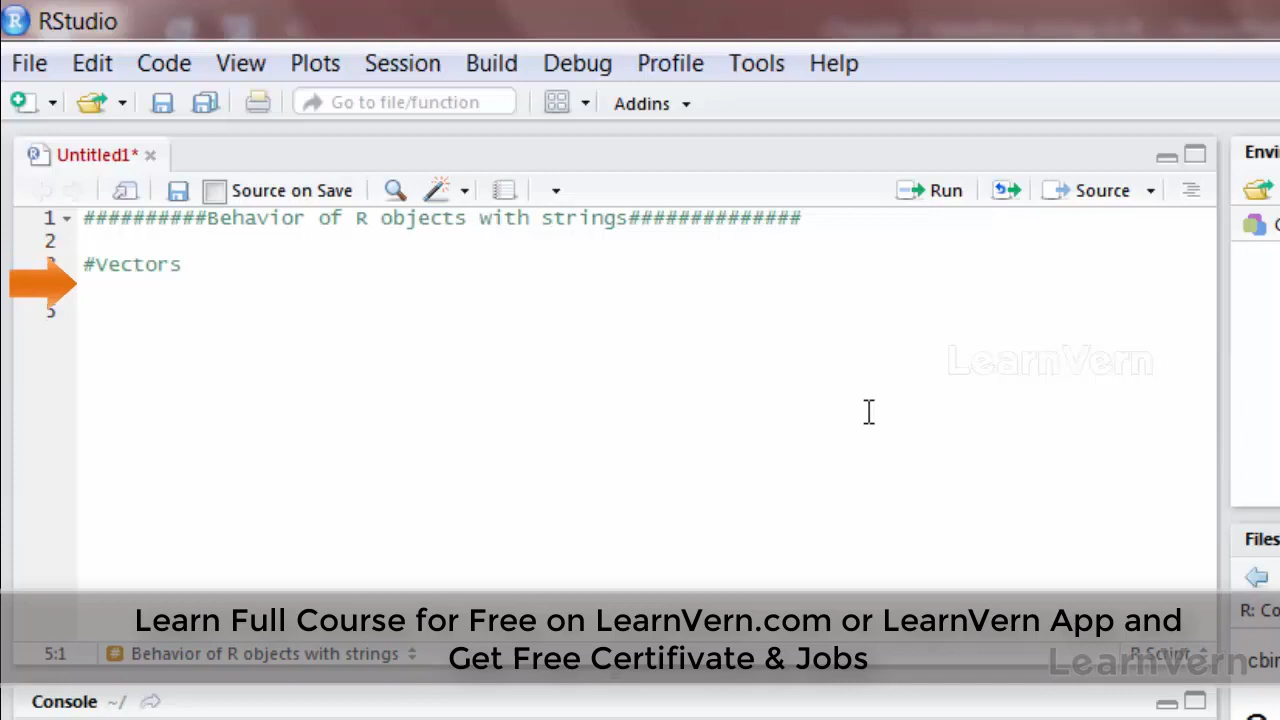 RStudio
File Edit Code View Plots Session Build Debug Profile Tools Help
Go to file/function Addins
Untitled1* Envi
Source on Save Run Source
1 ##########Behavior of R objects with strings##############
2
#Vectors
5
LearnVern
Files
R: Co
Learn Full Course for Free on LearnVern.com or LearnVern App and
Get Free Certifivate & Jobs
5:1 # Behavior of R objects with strings R Script
LearnVern
cbin
Console ~/